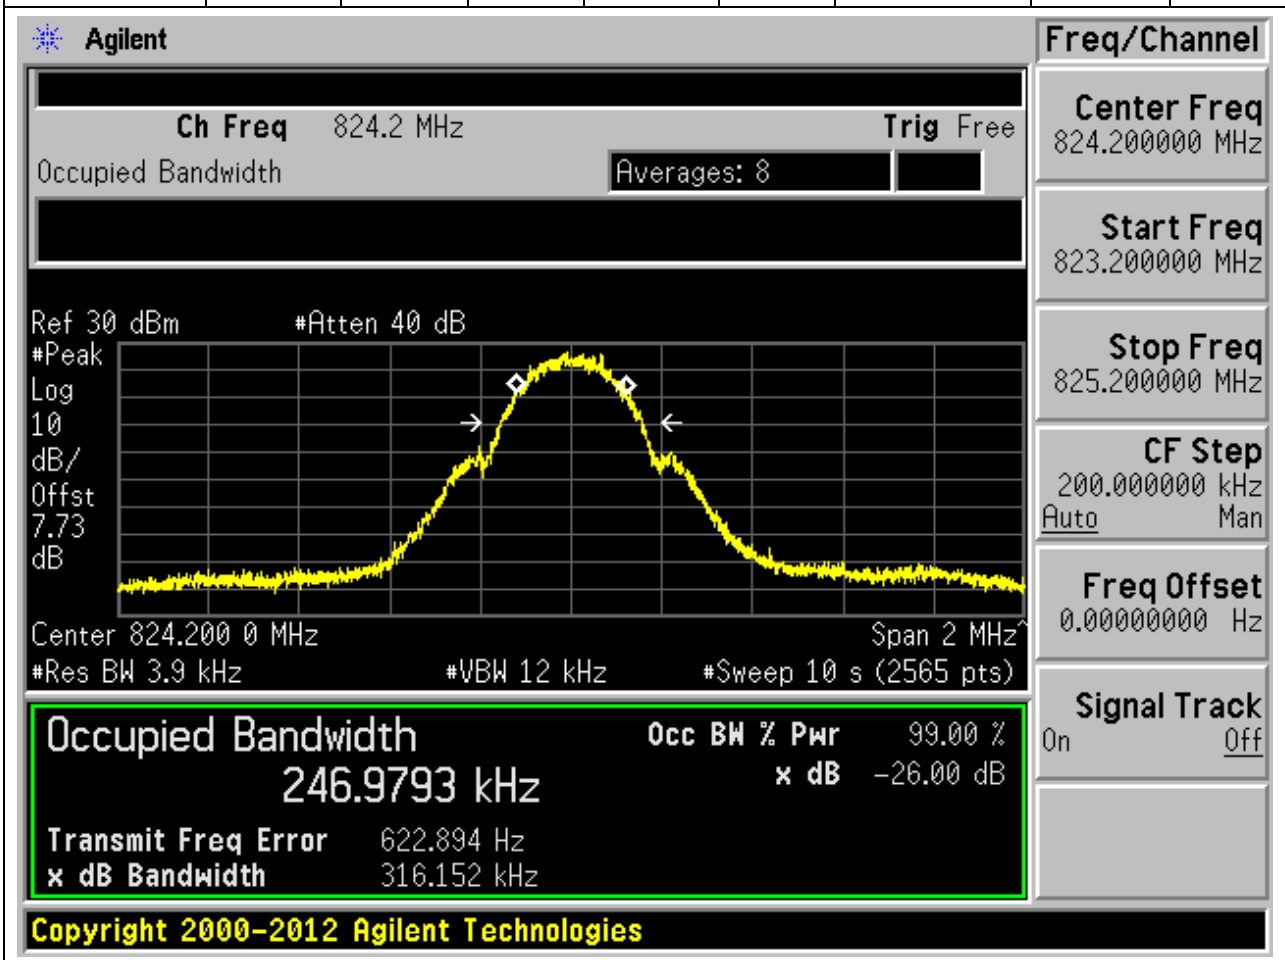 Agilent
Freq/Channel
Ch Freq 824.2 MHz Trig Free
Occupied Bandwidth Averages: 8
Center Freq
824.200000 MHz
Start Freq
823.200000 MHz
Stop Freq
825.200000 MHz
CF Step
200.000000 kHz
Auto Man
Freq Offset
0.00000000 Hz
Signal Track
On Off
Ref 30 dBm #Atten 40 dB
#Peak
Log
10
dB/
Offst
7.73
dB
Center 824.200 0 MHz Span 2 MHz^
#Res BW 3.9 kHz #VBW 12 kHz #Sweep 10 s (2565 pts)
Occupied Bandwidth
246.9793 kHz
Occ BW % Pwr 99.00 %
x dB -26.00 dB
Transmit Freq Error 622.894 Hz
x dB Bandwidth 316.152 kHz
Copyright 2000-2012 Agilent Technologies